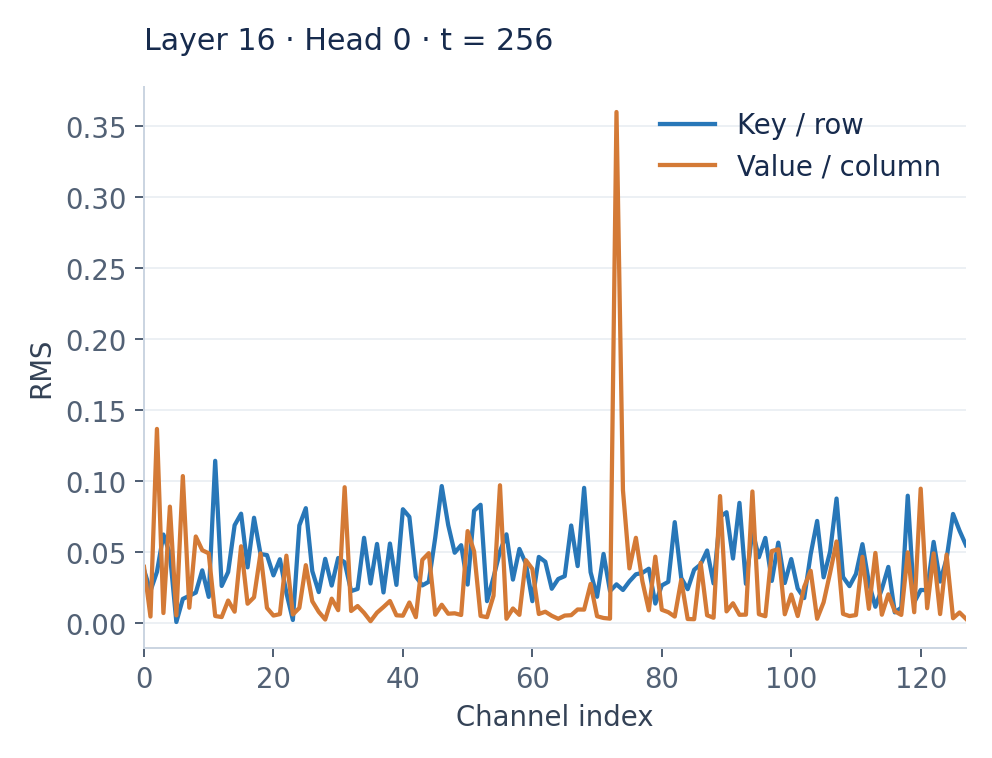 Layer 16 · Head 0 · t = 256
Key / row
Value / column
0.35
0.30
0.25
0.20
0.15
0.10
0.05
0.00
RMS
0 20 40 60 80 100 120
Channel index